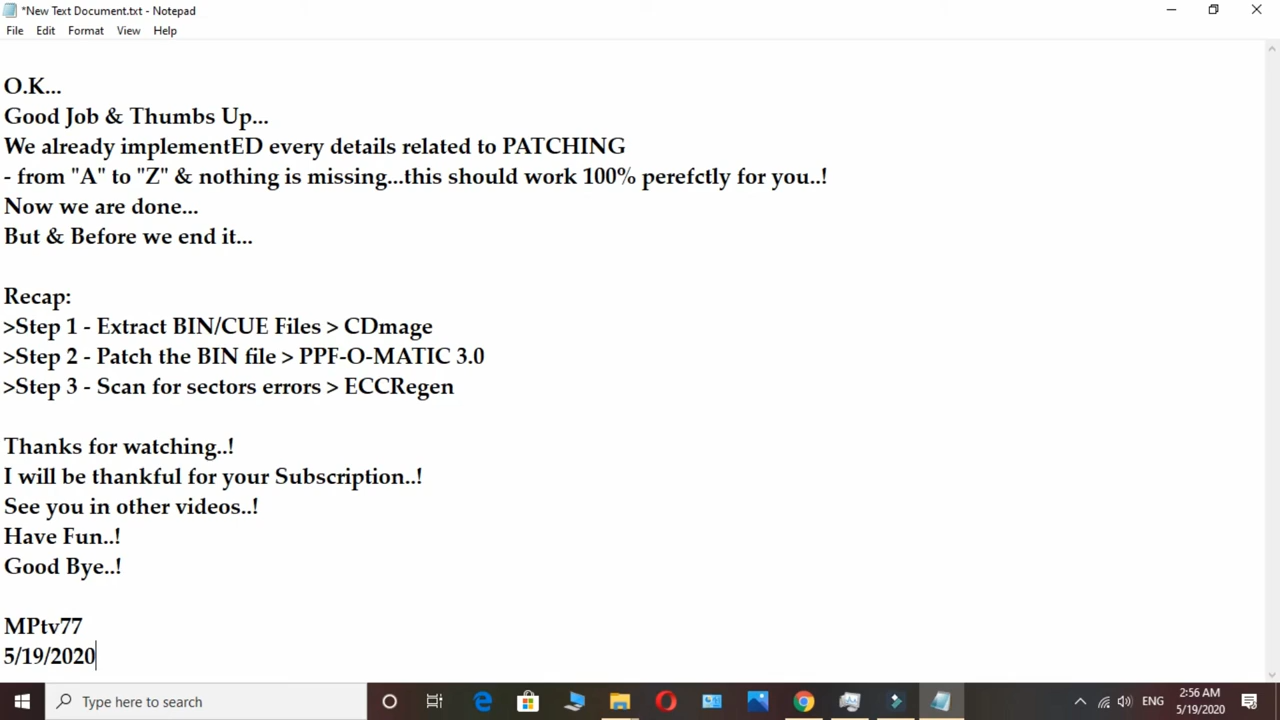 *New Text Document.txt - Notepad
File Edit Format View Help
O.K...
Good Job & Thumbs Up...
We already implementED every details related to PATCHING
- from "A" to "Z" & nothing is missing...this should work 100% perefctly for you..!
Now we are done...
But & Before we end it...
Recap:
>Step 1 - Extract BIN/CUE Files > CDmage
>Step 2 - Patch the BIN file > PPF-O-MATIC 3.0
>Step 3 - Scan for sectors errors > ECCRegen
Thanks for watching..!
I will be thankful for your Subscription..!
See you in other videos..!
Have Fun..!
Good Bye..!
MPtv77
5/19/2020
Type here to search
ENG
2:56 AM
5/19/2020